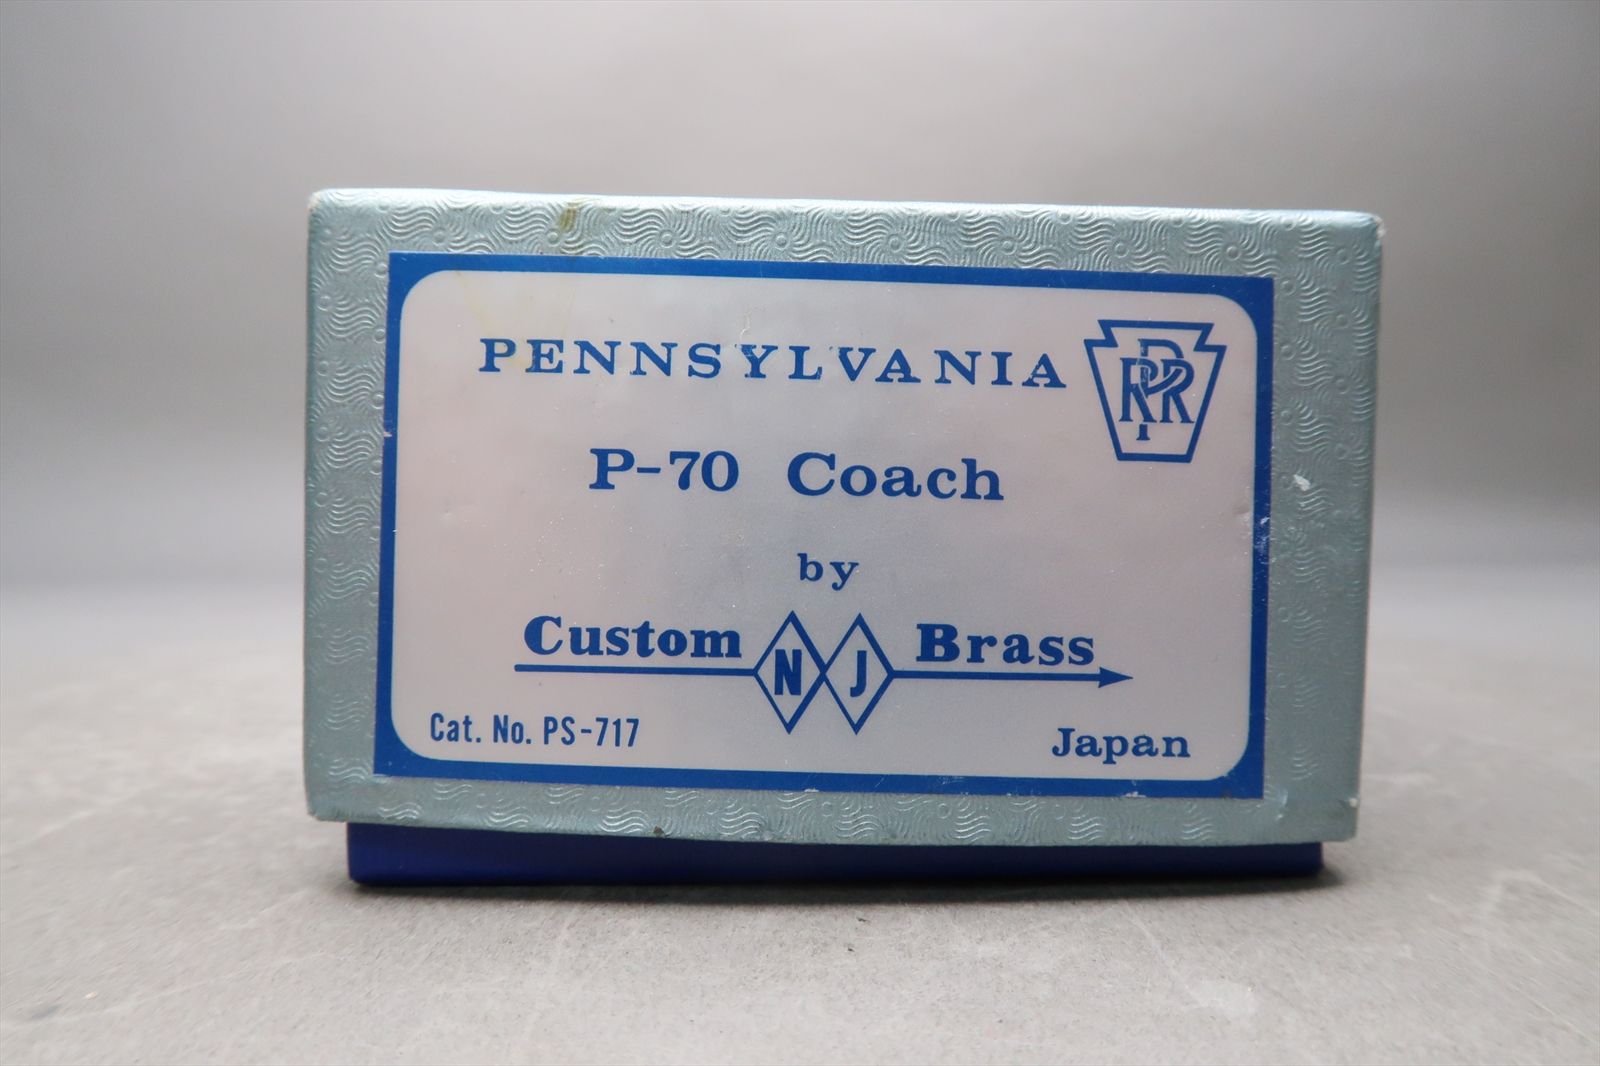 PENNSYLVANIA PRR
P-70 Coach
by
Custom NJ Brass
Cat. No. PS-717 Japan